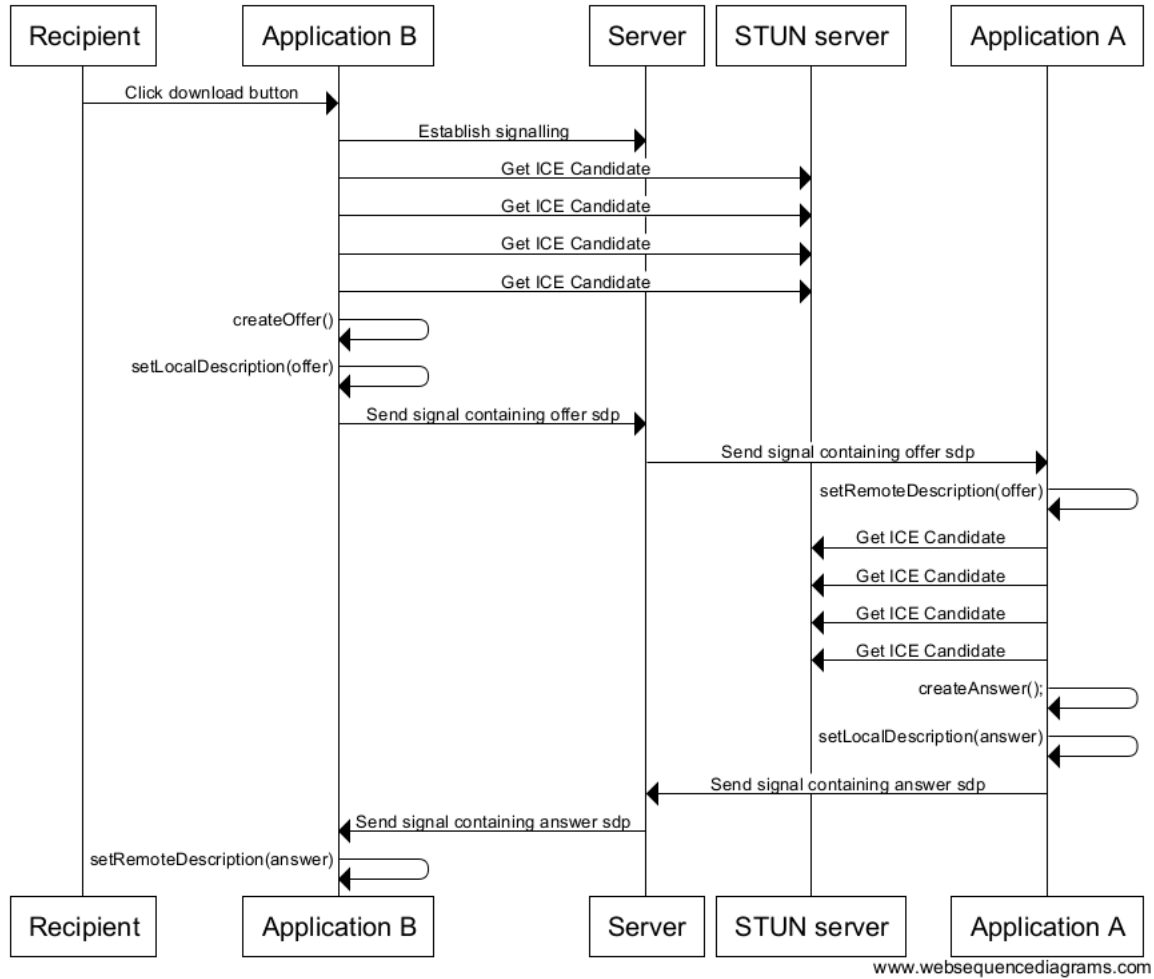 Recipient
Application B
Server
STUN server
Application A
Click download button
Establish signalling
Get ICE Candidate
Get ICE Candidate
Get ICE Candidate
Get ICE Candidate
createOffer()
setLocalDescription(offer)
Send signal containing offer sdp
Send signal containing offer sdp
setRemoteDescription(offer)
Get ICE Candidate
Get ICE Candidate
Get ICE Candidate
Get ICE Candidate
createAnswer();
setLocalDescription(answer)
Send signal containing answer sdp
Send signal containing answer sdp
setRemoteDescription(answer)
Recipient
Application B
Server
STUN server
Application A
www.websequencediagrams.com